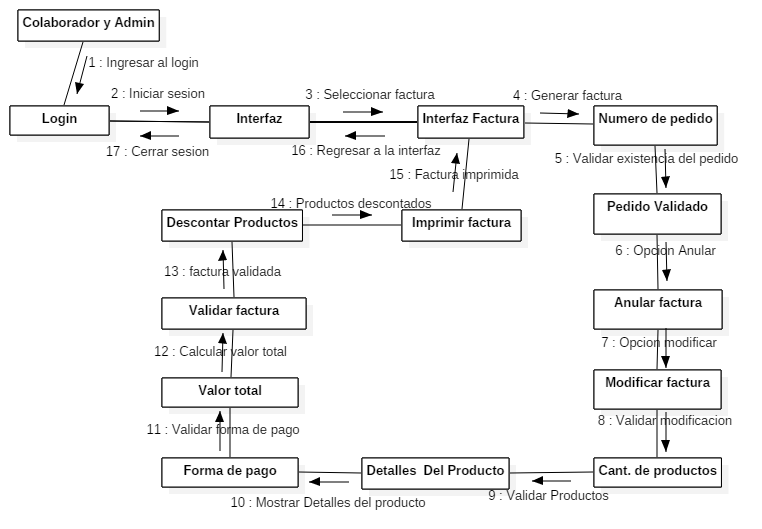 Colaborador y Admin
1 : Ingresar al login
2 : Iniciar sesion
3 : Seleccionar factura
4 : Generar factura
Login
Interfaz
Interfaz Factura
Numero de pedido
17 : Cerrar sesion
16 : Regresar a la interfaz
5 : Validar existencia del pedido
15 : Factura imprimida
14 : Productos descontados
Pedido Validado
Descontar Productos
Imprimir factura
6 : Opcion Anular
13 : factura validada
Anular factura
Validar factura
7 : Opcion modificar
12 : Calcular valor total
Modificar factura
Valor total
8 : Validar modificacion
11 : Validar forma de pago
Forma de pago
Detalles  Del Producto
Cant. de productos
9 : Validar Productos
10 : Mostrar Detalles del producto